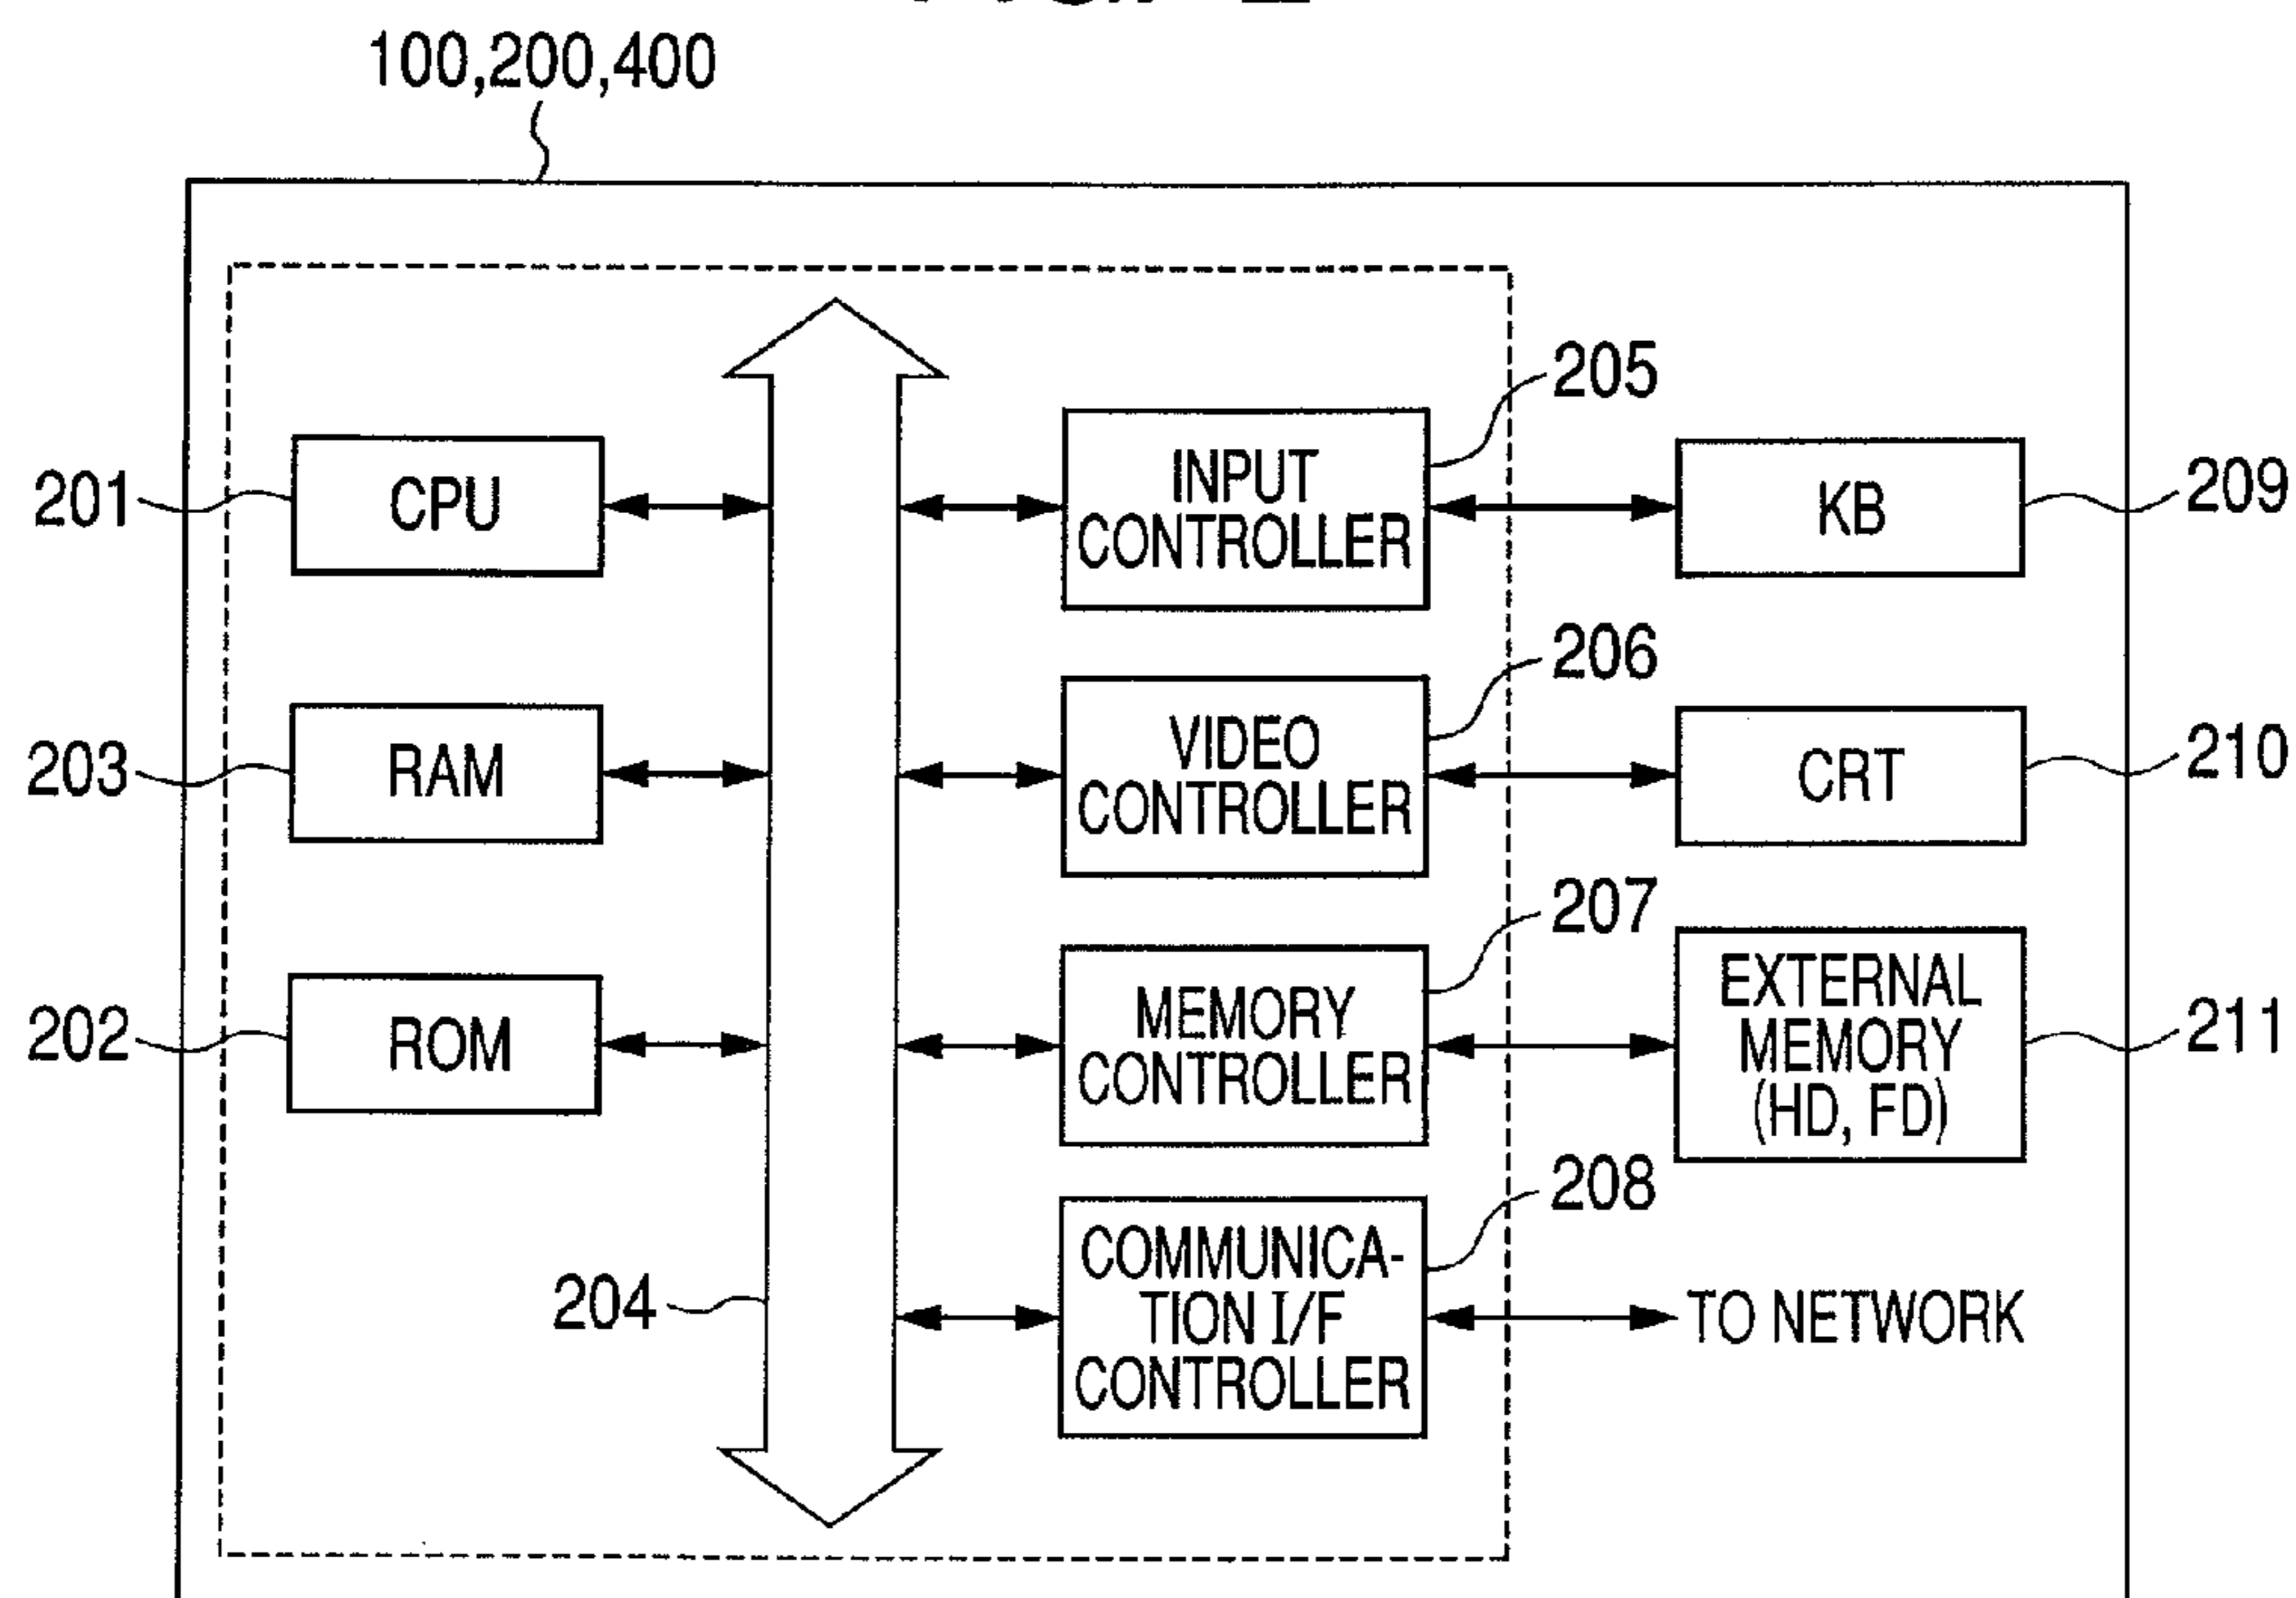 100,200,400
205
201
CPU
INPUT
CONTROLLER
KB
209
206
203
RAM
VIDEO
CONTROLLER
CRT
210
207
202
ROM
MEMORY
CONTROLLER
EXTERNAL
MEMORY
(HD, FD)
211
208
204
COMMUNICA-
TION I/F
CONTROLLER
TO NETWORK